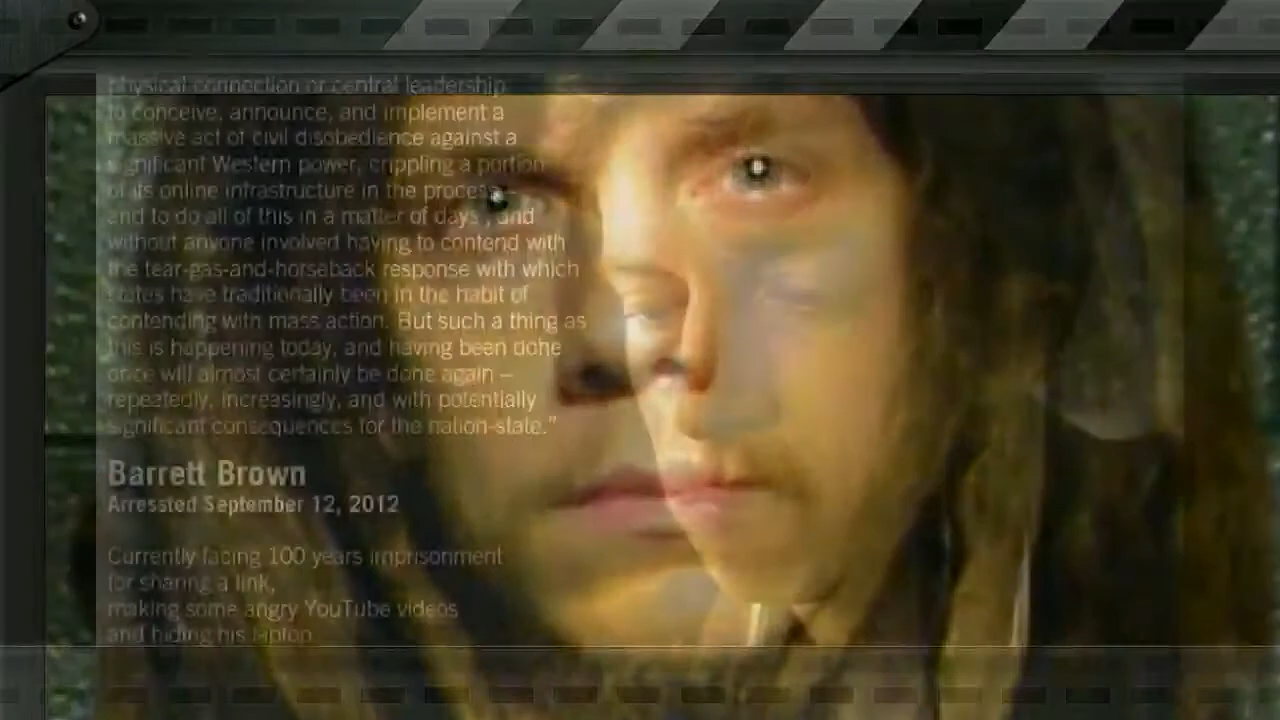 physical connection or central leadership
to conceive, announce, and implement a
massive act of civil disobedience against a
significant Western power, crippling a portion
of its online infrastructure in the process
and to do all of this in a matter of days, and
without anyone involved having to contend with
the tear-gas-and-horseback response with which
states have traditionally been in the habit of
contending with mass action. But such a thing as
this is happening today, and having been done
once will almost certainly be done again –
repeatedly, increasingly, and with potentially
significant consequences for the nation-state."
Barrett Brown
Arressted September 12, 2012
Currently facing 100 years imprisonment
for sharing a link,
making some angry YouTube videos
and hiding his laptop